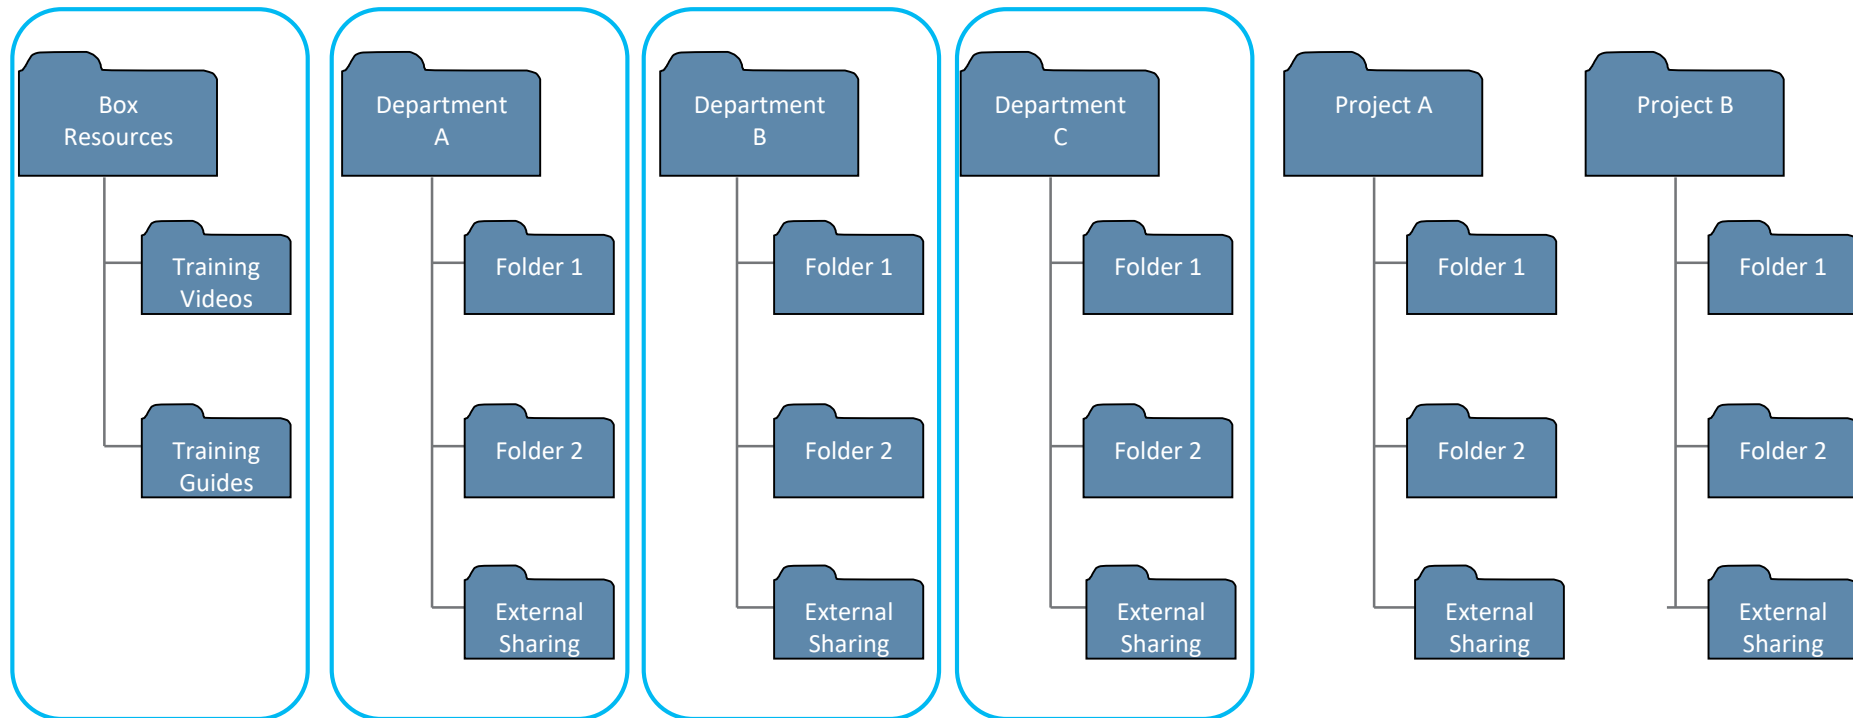 Box
Resources
Department
A
Department
B
Department
C
Project A
Project B
Training
Videos
Folder 1
Folder 1
Folder 1
Folder 1
Folder 1
Training
Guides
Folder 2
Folder 2
Folder 2
Folder 2
Folder 2
External
Sharing
External
Sharing
External
Sharing
External
Sharing
External
Sharing